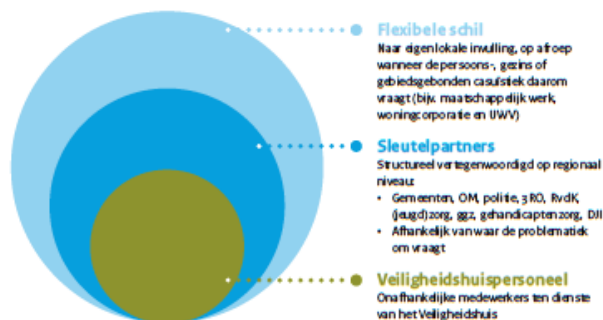 Flexibele schil
Naar eigen lokale invulling, op afroep
wanneer de persoons-, gezins of
gebiedsgebonden casuïstiek daarom
vraagt (bijv. maatschappelijk werk,
woningcorporatie en UWV)
Sleutelpartners
Structureel vertegenwoordigd op regionaal
niveau:
• Gemeenten, OM, politie, 3RO, RvdK,
(jeugd)zorg, ggz, gehandicaptenzorg, DJI
• Afhankelijk van waar de problematiek
om vraagt
Veiligheidshuispersoneel
Onafhankelijke medewerkers ten dienste
van het Veiligheidshuis